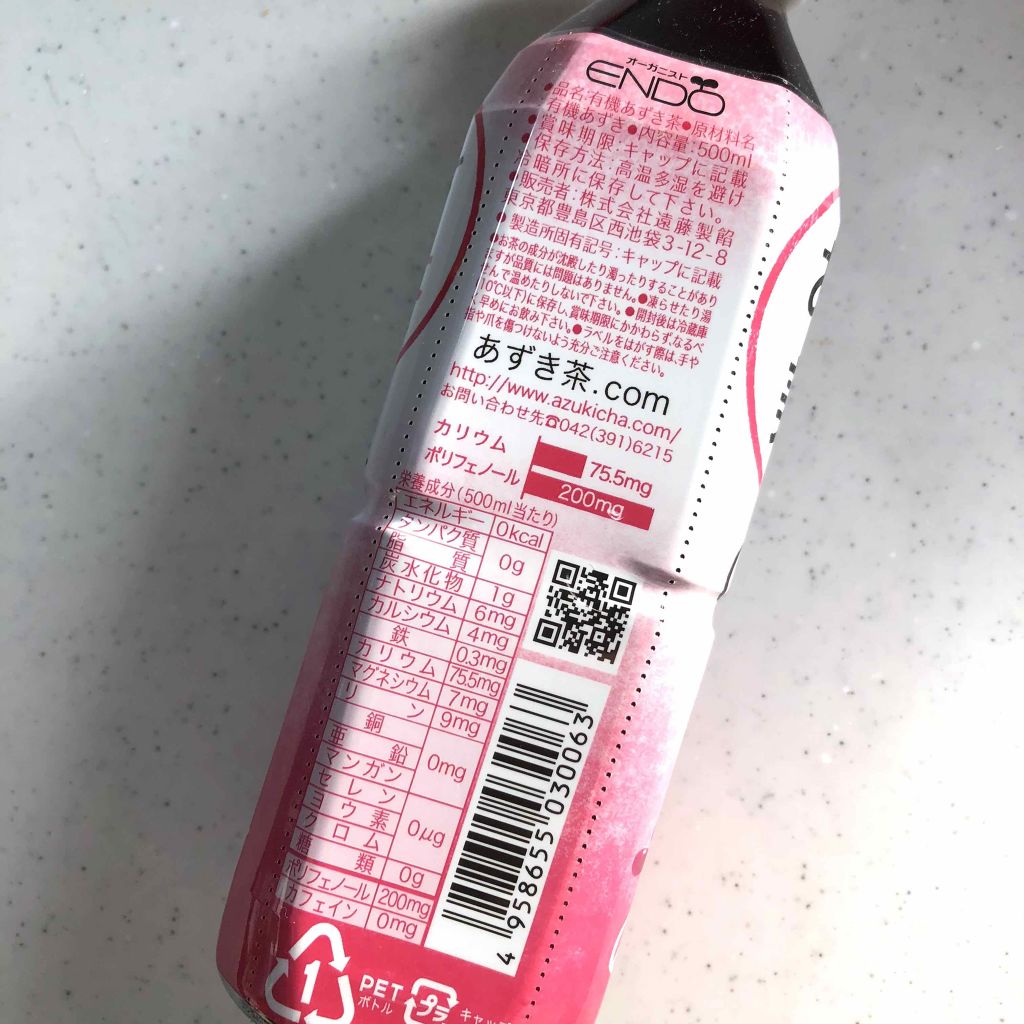 オーガニスト
ENDO
●品名:有機あずき茶●原材料名
有機あずき●内容量:500ml
賞味期限:キャップに記載
保存方法:高温多湿を避け
冷暗所に保存して下さい。
●販売者:株式会社遠藤製餡
東京都豊島区西池袋3-12-8
●製造所固有記号:キャップに記載
●お茶の成分が沈殿したり濁ったりすることがあり
ますが品質には問題はありません。●凍らせたり湯
せんで温めたりしないで下さい。●開封後は冷蔵庫
(10℃以下)に保存し、賞味期限にかかわらず、なるべ
く早めにお飲み下さい。●ラベルをはがす際は、手や
指や爪を傷つけないよう充分ご注意ください。
あずき茶.com
http://www.azukicha.com/
お問い合わせ先☎042(391)6215
カリウム 75.5mg
ポリフェノール 200mg
栄養成分(500ml当たり)
エネルギー 0kcal
タンパク質
脂質 0g
炭水化物 1g
ナトリウム 6mg
カルシウム 4mg
鉄 0.3mg
カリウム 75.5mg
マグネシウム 7mg
リン 9mg
銅
亜鉛 0mg
マンガン
セレン
ヨウ素 0μg
クロム
糖類 0g
ポリフェノール 200mg
カフェイン 0mg
4 958655 030063
1
PET
ボトル
プラ
キャップ